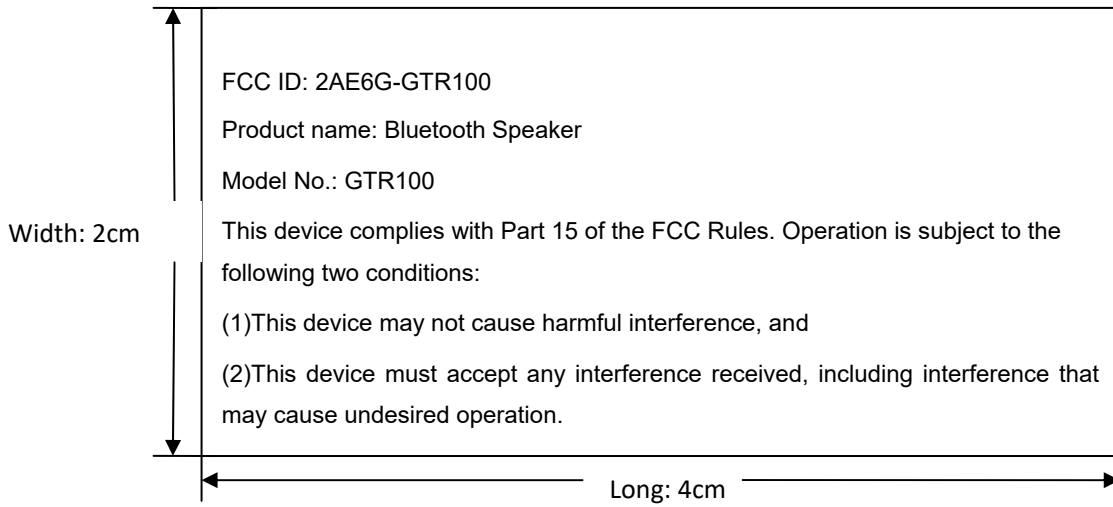 FCC ID: 2AE6G-GTR100
Product name: Bluetooth Speaker
Model No.: GTR100
Width: 2cm
This device complies with Part 15 of the FCC Rules. Operation is subject to the
following two conditions:
(1)This device may not cause harmful interference, and
(2)This device must accept any interference received, including interference that
may cause undesired operation.
Long: 4cm